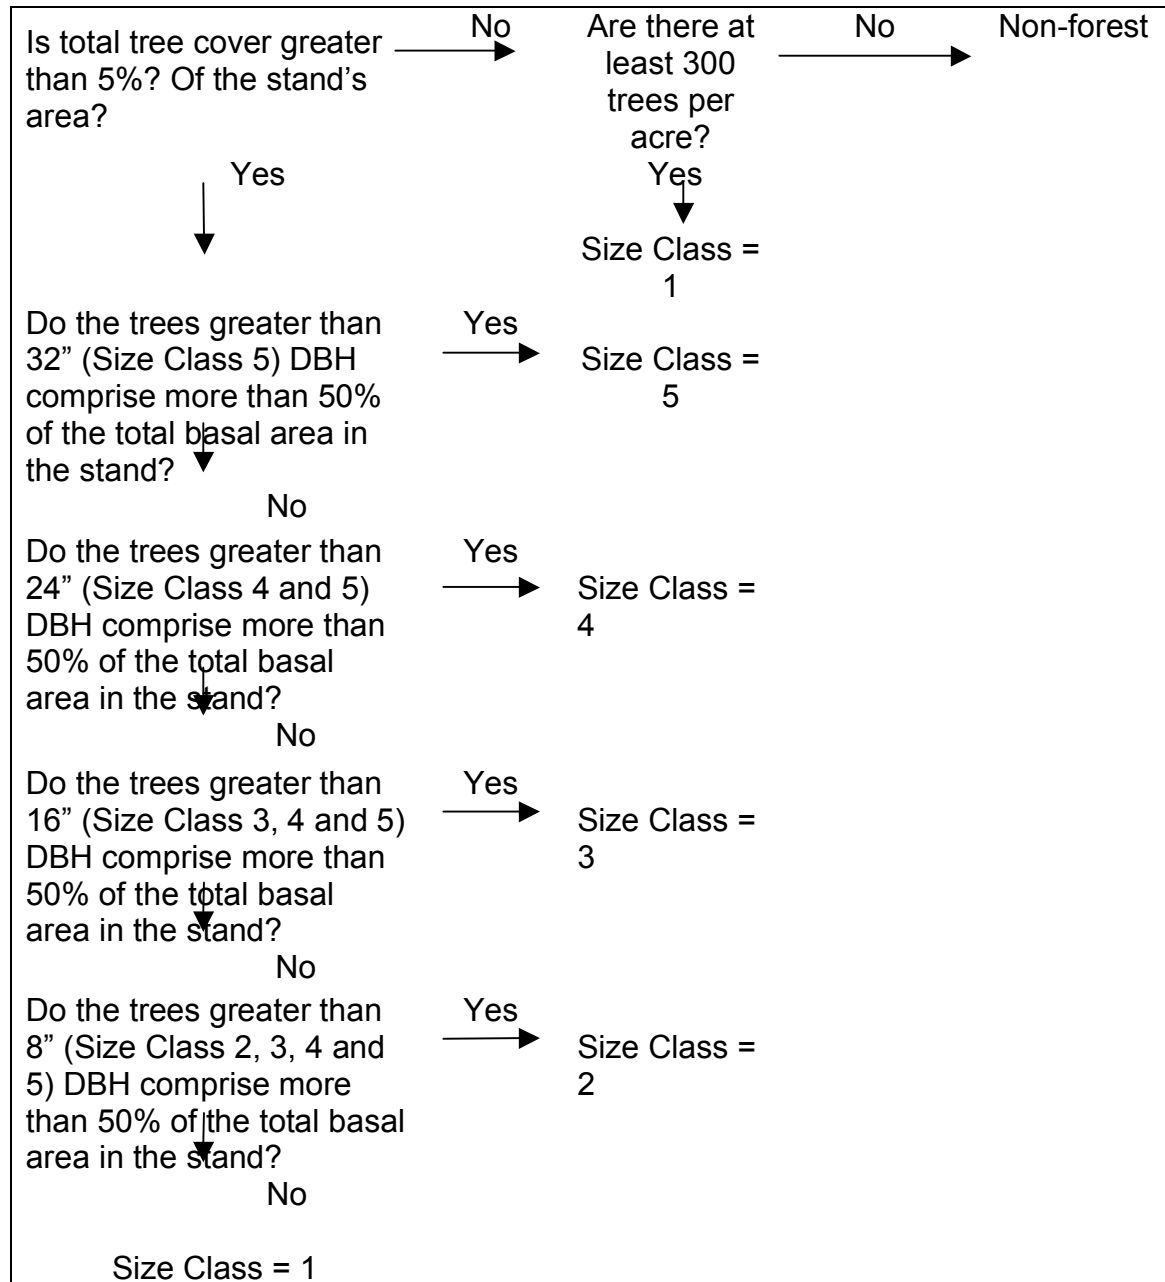 Is total tree cover greater
than 5%? Of the stand’s
area?
No
Are there at
least 300
trees per
acre?
No
Non-forest
Yes
Yes
Size Class =
1
Do the trees greater than
32” (Size Class 5) DBH
comprise more than 50%
of the total basal area in
the stand?
Yes
Size Class =
5
No
Do the trees greater than
24” (Size Class 4 and 5)
DBH comprise more than
50% of the total basal
area in the stand?
Yes
Size Class =
4
No
Do the trees greater than
16” (Size Class 3, 4 and 5)
DBH comprise more than
50% of the total basal
area in the stand?
Yes
Size Class =
3
No
Do the trees greater than
8” (Size Class 2, 3, 4 and
5) DBH comprise more
than 50% of the total basal
area in the stand?
Yes
Size Class =
2
No
Size Class = 1